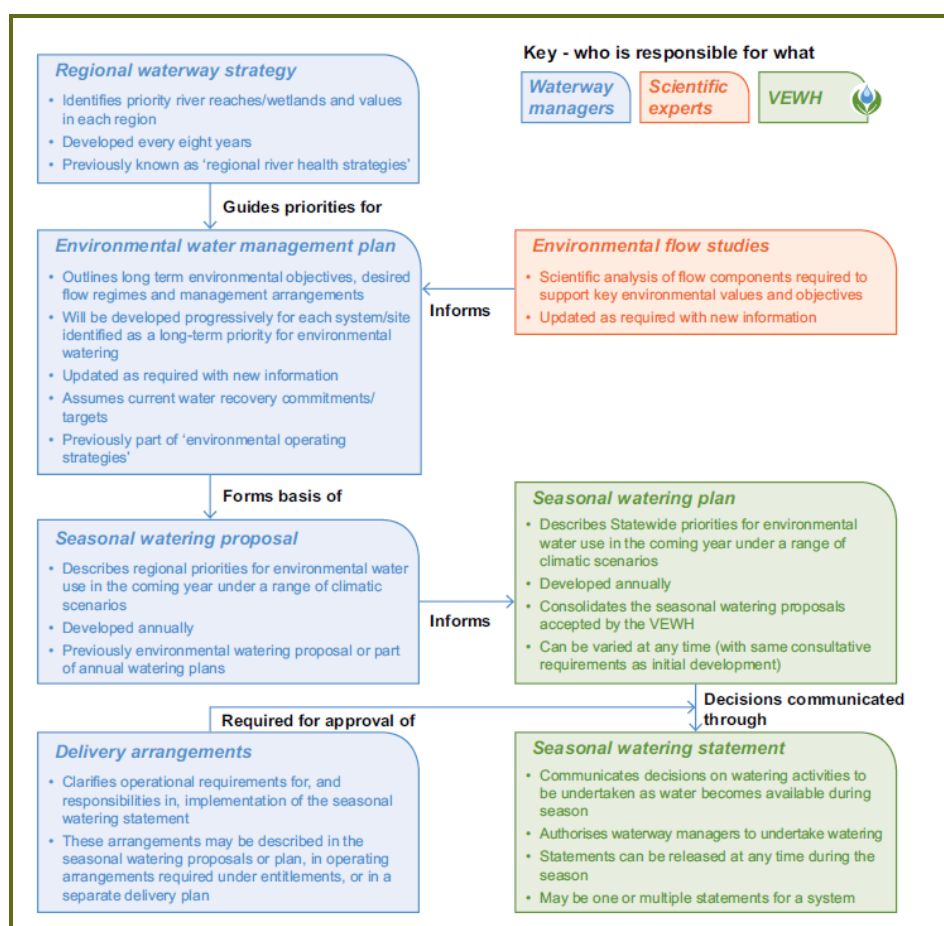 Key - who is responsible for what
Waterway
managers
Scientific
experts
VEWH
Regional waterway strategy
• Identifies priority river reaches/wetlands and values
in each region
• Developed every eight years
• Previously known as ‘regional river health strategies’
Guides priorities for
Environmental water management plan
• Outlines long term environmental objectives, desired
flow regimes and management arrangements
• Will be developed progressively for each system/site
identified as a long-term priority for environmental
watering
• Updated as required with new information
• Assumes current water recovery commitments/
targets
• Previously part of ‘environmental operating
strategies’
Informs
Environmental flow studies
• Scientific analysis of flow components required to
support key environmental values and objectives
• Updated as required with new information
Forms basis of
Seasonal watering proposal
• Describes regional priorities for environmental water
use in the coming year under a range of climatic
scenarios
• Developed annually
• Previously environmental watering proposal or part
of annual watering plans
Informs
Seasonal watering plan
• Describes Statewide priorities for environmental
water use in the coming year under a range of
climatic scenarios
• Developed annually
• Consolidates the seasonal watering proposals
accepted by the VEWH
• Can be varied at any time (with same consultative
requirements as initial development)
Required for approval of
Decisions communicated
through
Delivery arrangements
• Clarifies operational requirements for, and
responsibilities in, implementation of the seasonal
watering statement
• These arrangements may be described in the
seasonal watering proposals or plan, in operating
arrangements required under entitlements, or in a
separate delivery plan
Seasonal watering statement
• Communicates decisions on watering activities to
be undertaken as water becomes available during
season
• Authorises waterway managers to undertake watering
• Statements can be released at any time during the
season
• May be one or multiple statements for a system